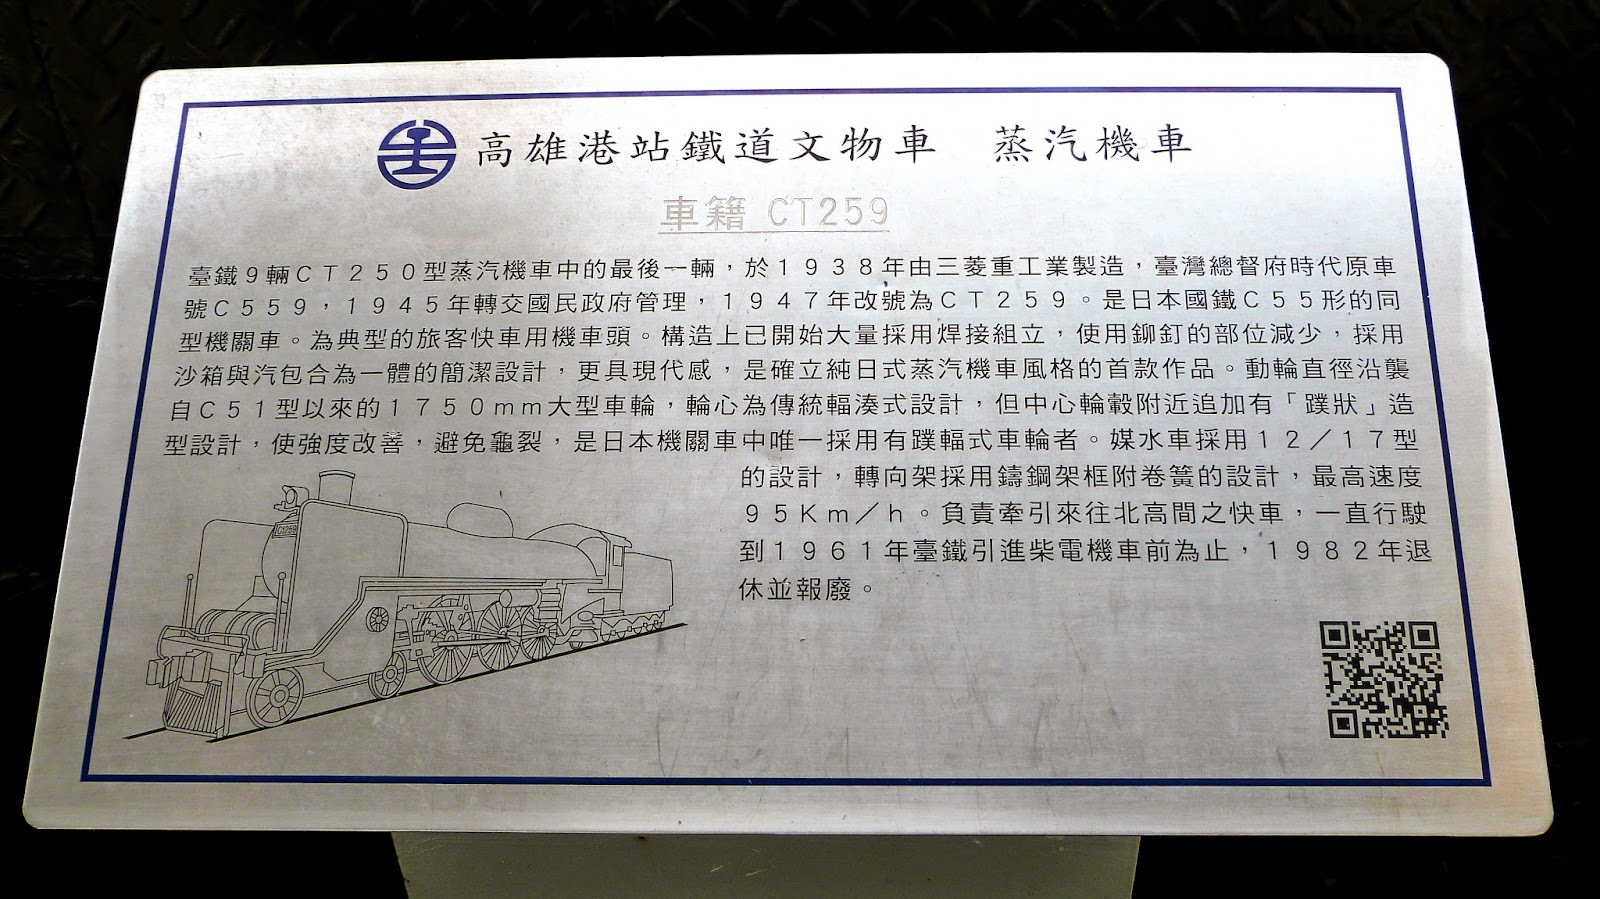 高雄港站鐵道文物車　蒸汽機車
車籍 CT259
臺鐵９輛ＣＴ２５０型蒸汽機車中的最後一輛，於１９３８年由三菱重工業製造，臺灣總督府時代原車
號Ｃ５５９，１９４５年轉交國民政府管理，１９４７年改號為ＣＴ２５９。是日本國鐵Ｃ５５形的同
型機關車。為典型的旅客快車用機車頭。構造上已開始大量採用焊接組立，使用鉚釘的部位減少，採用
沙箱與汽包合為一體的簡潔設計，更具現代感，是確立純日式蒸汽機車風格的首款作品。動輪直徑沿襲
自Ｃ５１型以來的１７５０ｍｍ大型車輪，輪心為傳統輻湊式設計，但中心輪轂附近追加有「蹼狀」造
型設計，使強度改善，避免龜裂，是日本機關車中唯一採用有蹼輻式車輪者。媒水車採用１２／１７型
的設計，轉向架採用鑄鋼架框附卷簧的設計，最高速度
９５Ｋｍ／ｈ。負責牽引來往北高間之快車，一直行駛
到１９６１年臺鐵引進柴電機車前為止，１９８２年退
休並報廢。
CT259